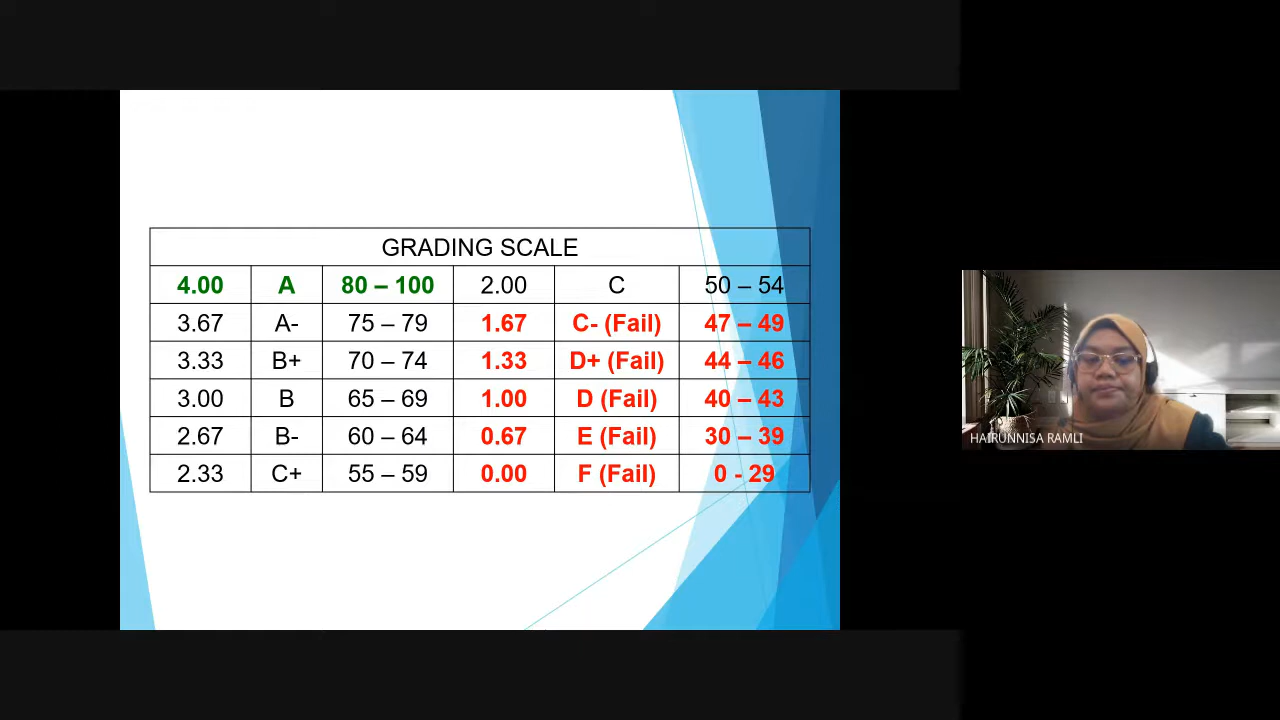 GRADING SCALE
4.00 A 80 – 100 2.00 C 50 – 54
3.67 A- 75 – 79 1.67 C- (Fail) 47 – 49
3.33 B+ 70 – 74 1.33 D+ (Fail) 44 – 46
3.00 B 65 – 69 1.00 D (Fail) 40 – 43
2.67 B- 60 – 64 0.67 E (Fail) 30 – 39
2.33 C+ 55 – 59 0.00 F (Fail) 0 - 29
HAIRUNNISA RAMLI